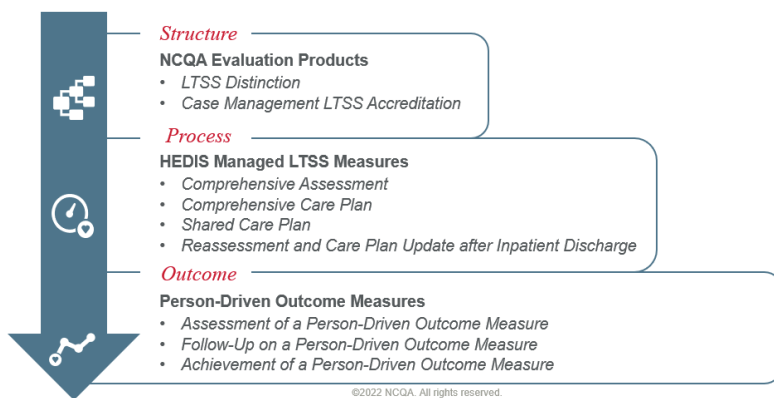 Structure
NCQA Evaluation Products
• LTSS Distinction
• Case Management LTSS Accreditation
Process
HEDIS Managed LTSS Measures
• Comprehensive Assessment
• Comprehensive Care Plan
• Shared Care Plan
• Reassessment and Care Plan Update after Inpatient Discharge
Outcome
Person-Driven Outcome Measures
• Assessment of a Person-Driven Outcome Measure
• Follow-Up on a Person-Driven Outcome Measure
• Achievement of a Person-Driven Outcome Measure
©2022 NCQA. All rights reserved.